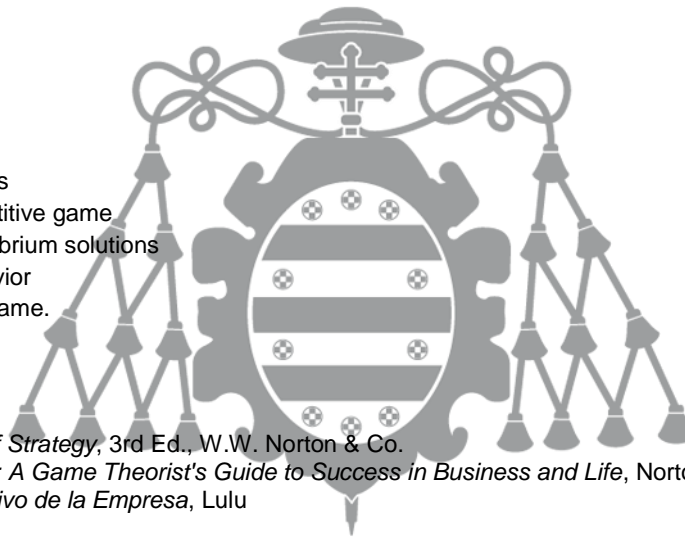 s
titive game
brium solutions
vior
ame.
f Strategy, 3rd Ed., W.W. Norton & Co.
: A Game Theorist's Guide to Success in Business and Life, Norto
ivo de la Empresa, Lulu